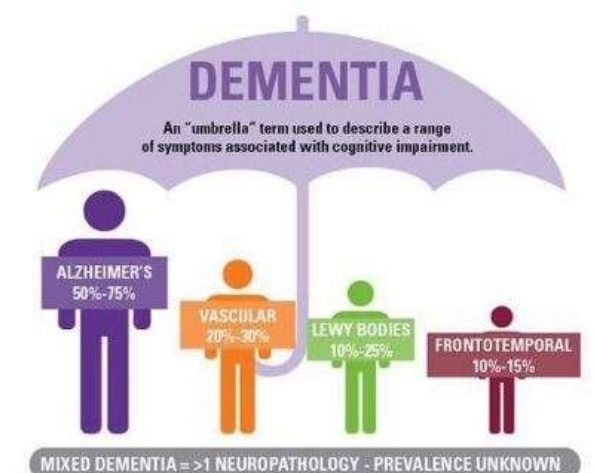 DEMENTIA
An "umbrella" term used to describe a range
of symptoms associated with cognitive impairment.
ALZHEIMER'S
50%-75%
VASCULAR
20%-30%
LEWY BODIES
10%-25%
FRONTOTEMPORAL
10%-15%
MIXED DEMENTIA = >1 NEUROPATHOLOGY - PREVALENCE UNKNOWN